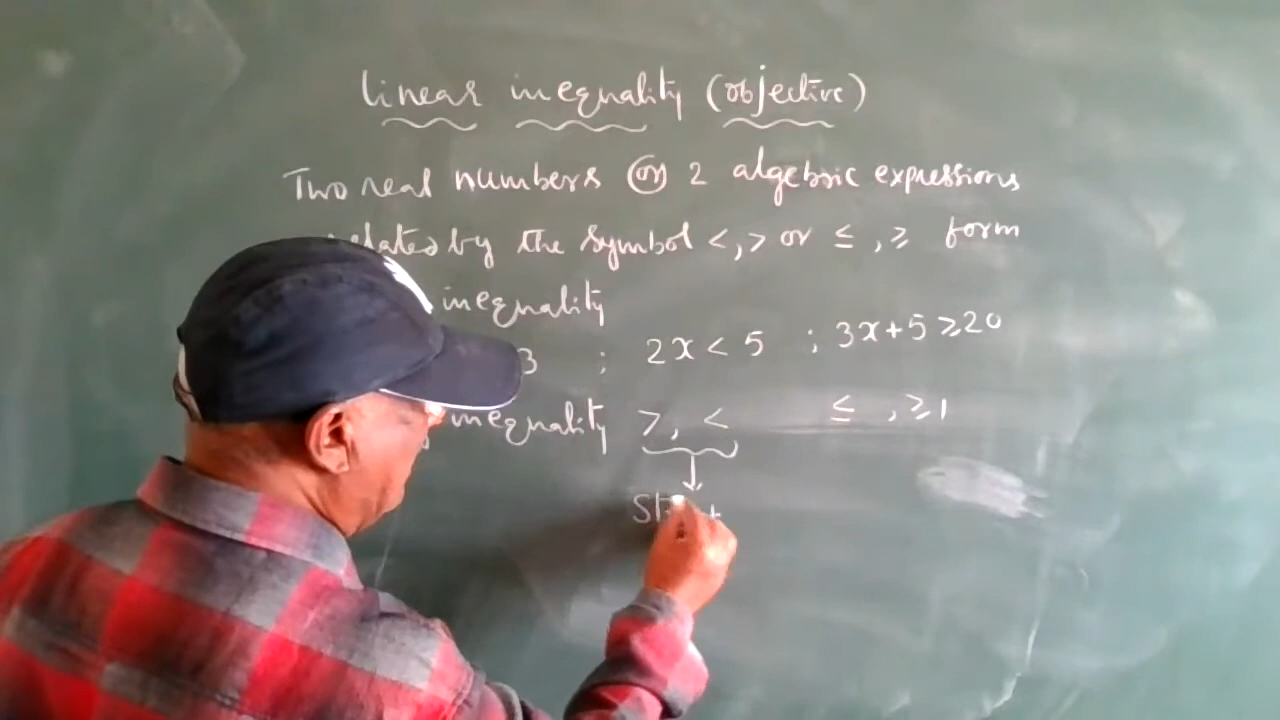 linear inequality (objective)
Two real numbers or 2 algebric expressions
related by the symbol <, > or ≤ , ≥ form
inequality
3 ; 2x < 5 ; 3x+5 ≥ 20
inequality >, < ≤ , ≥